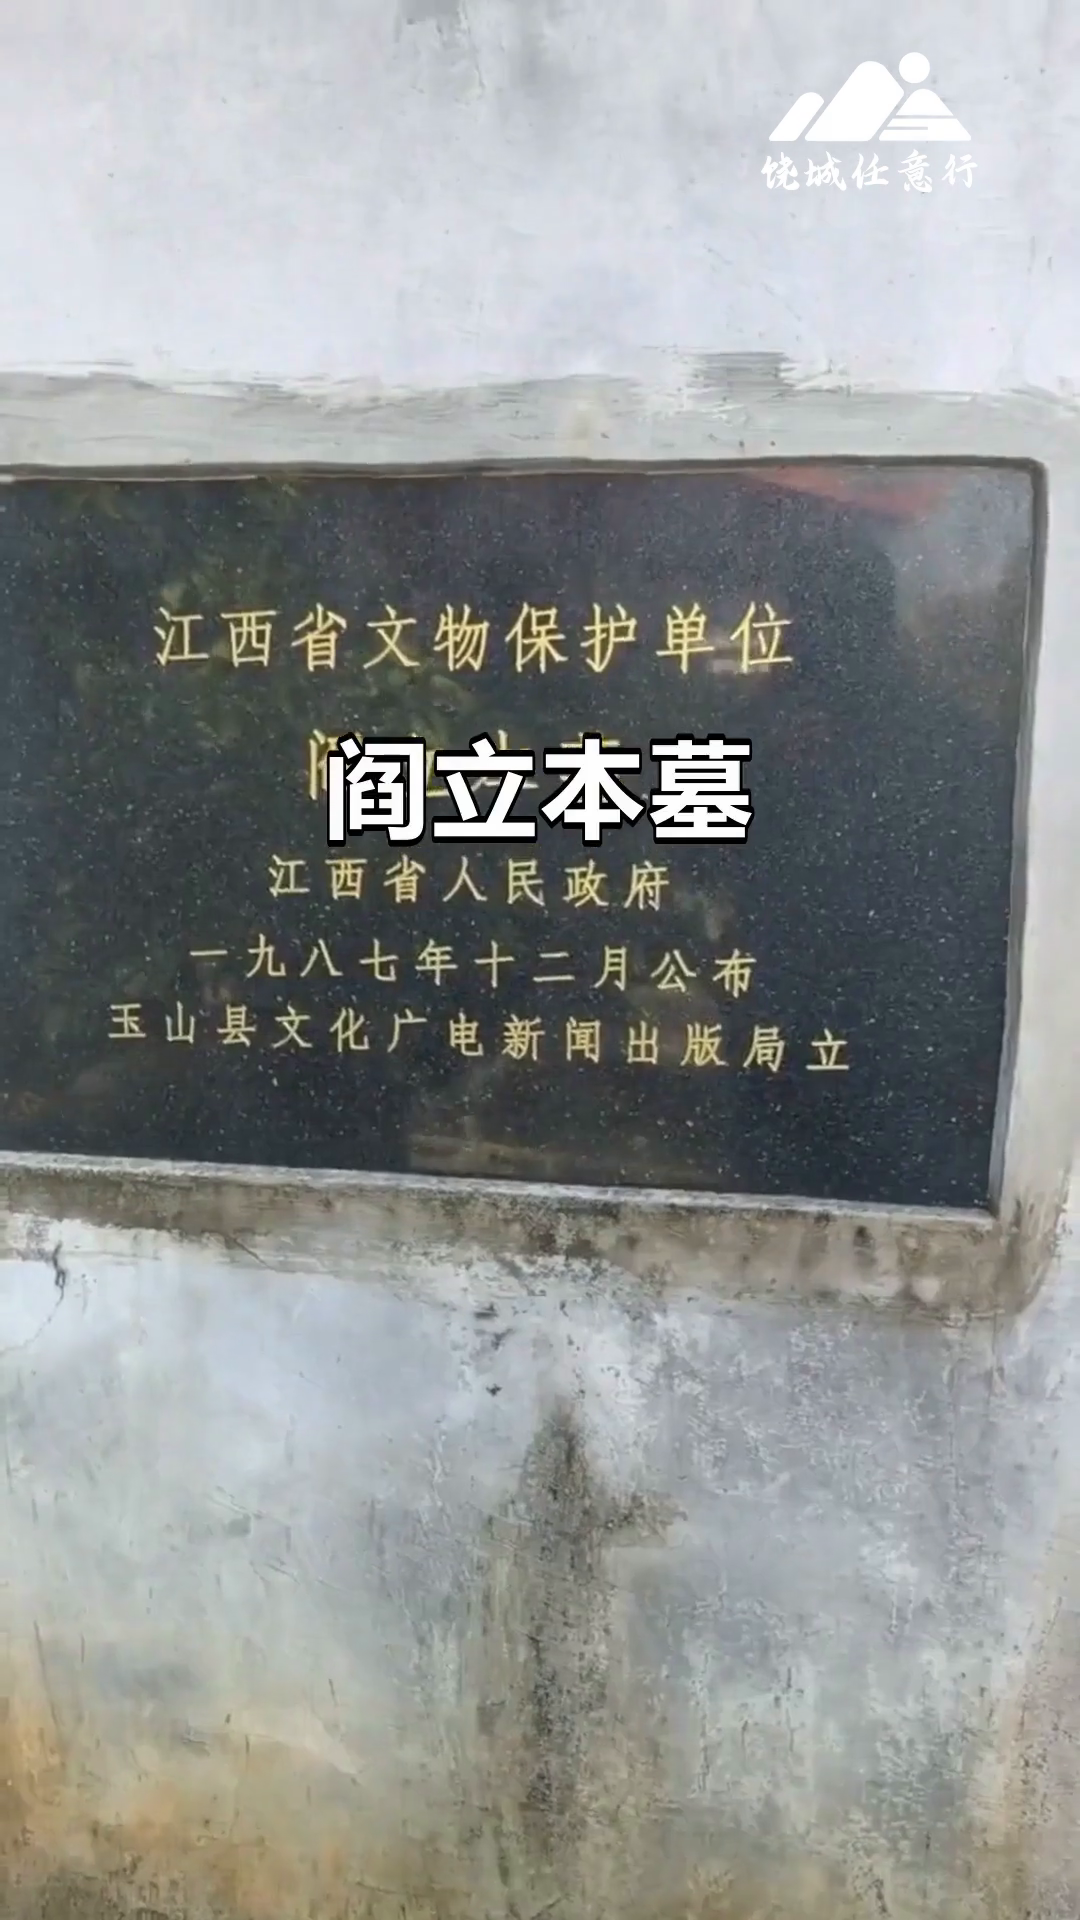 饶城任意行
江西省文物保护单位
阎立本墓
江西省人民政府
一九八七年十二月公布
玉山县文化广电新闻出版局立